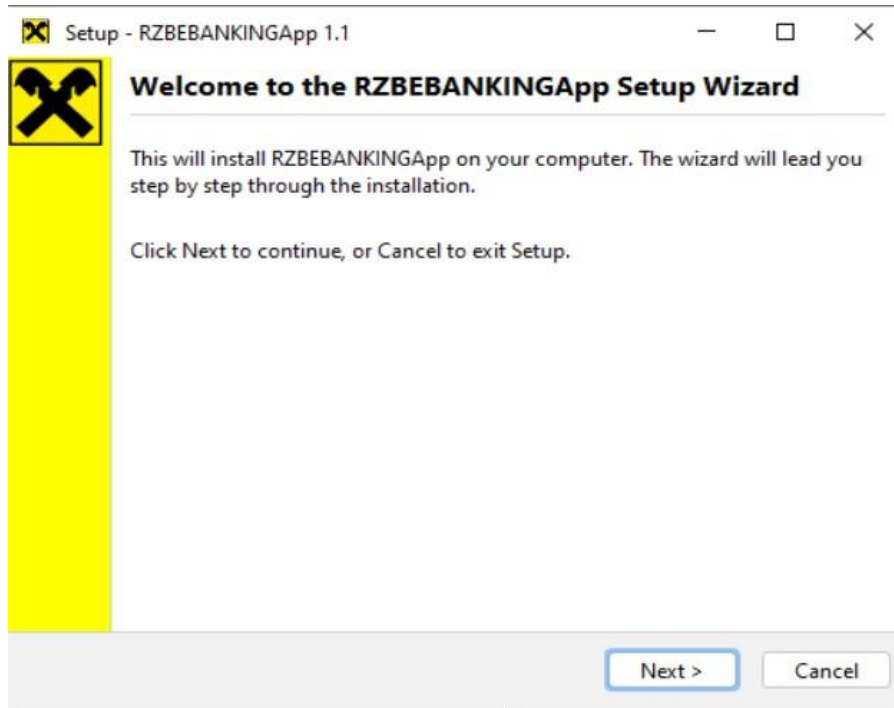 Setup - RZBEBANKINGApp 1.1
Welcome to the RZBEBANKINGApp Setup Wizard
This will install RZBEBANKINGApp on your computer. The wizard will lead you
step by step through the installation.
Click Next to continue, or Cancel to exit Setup.
Next >
Cancel